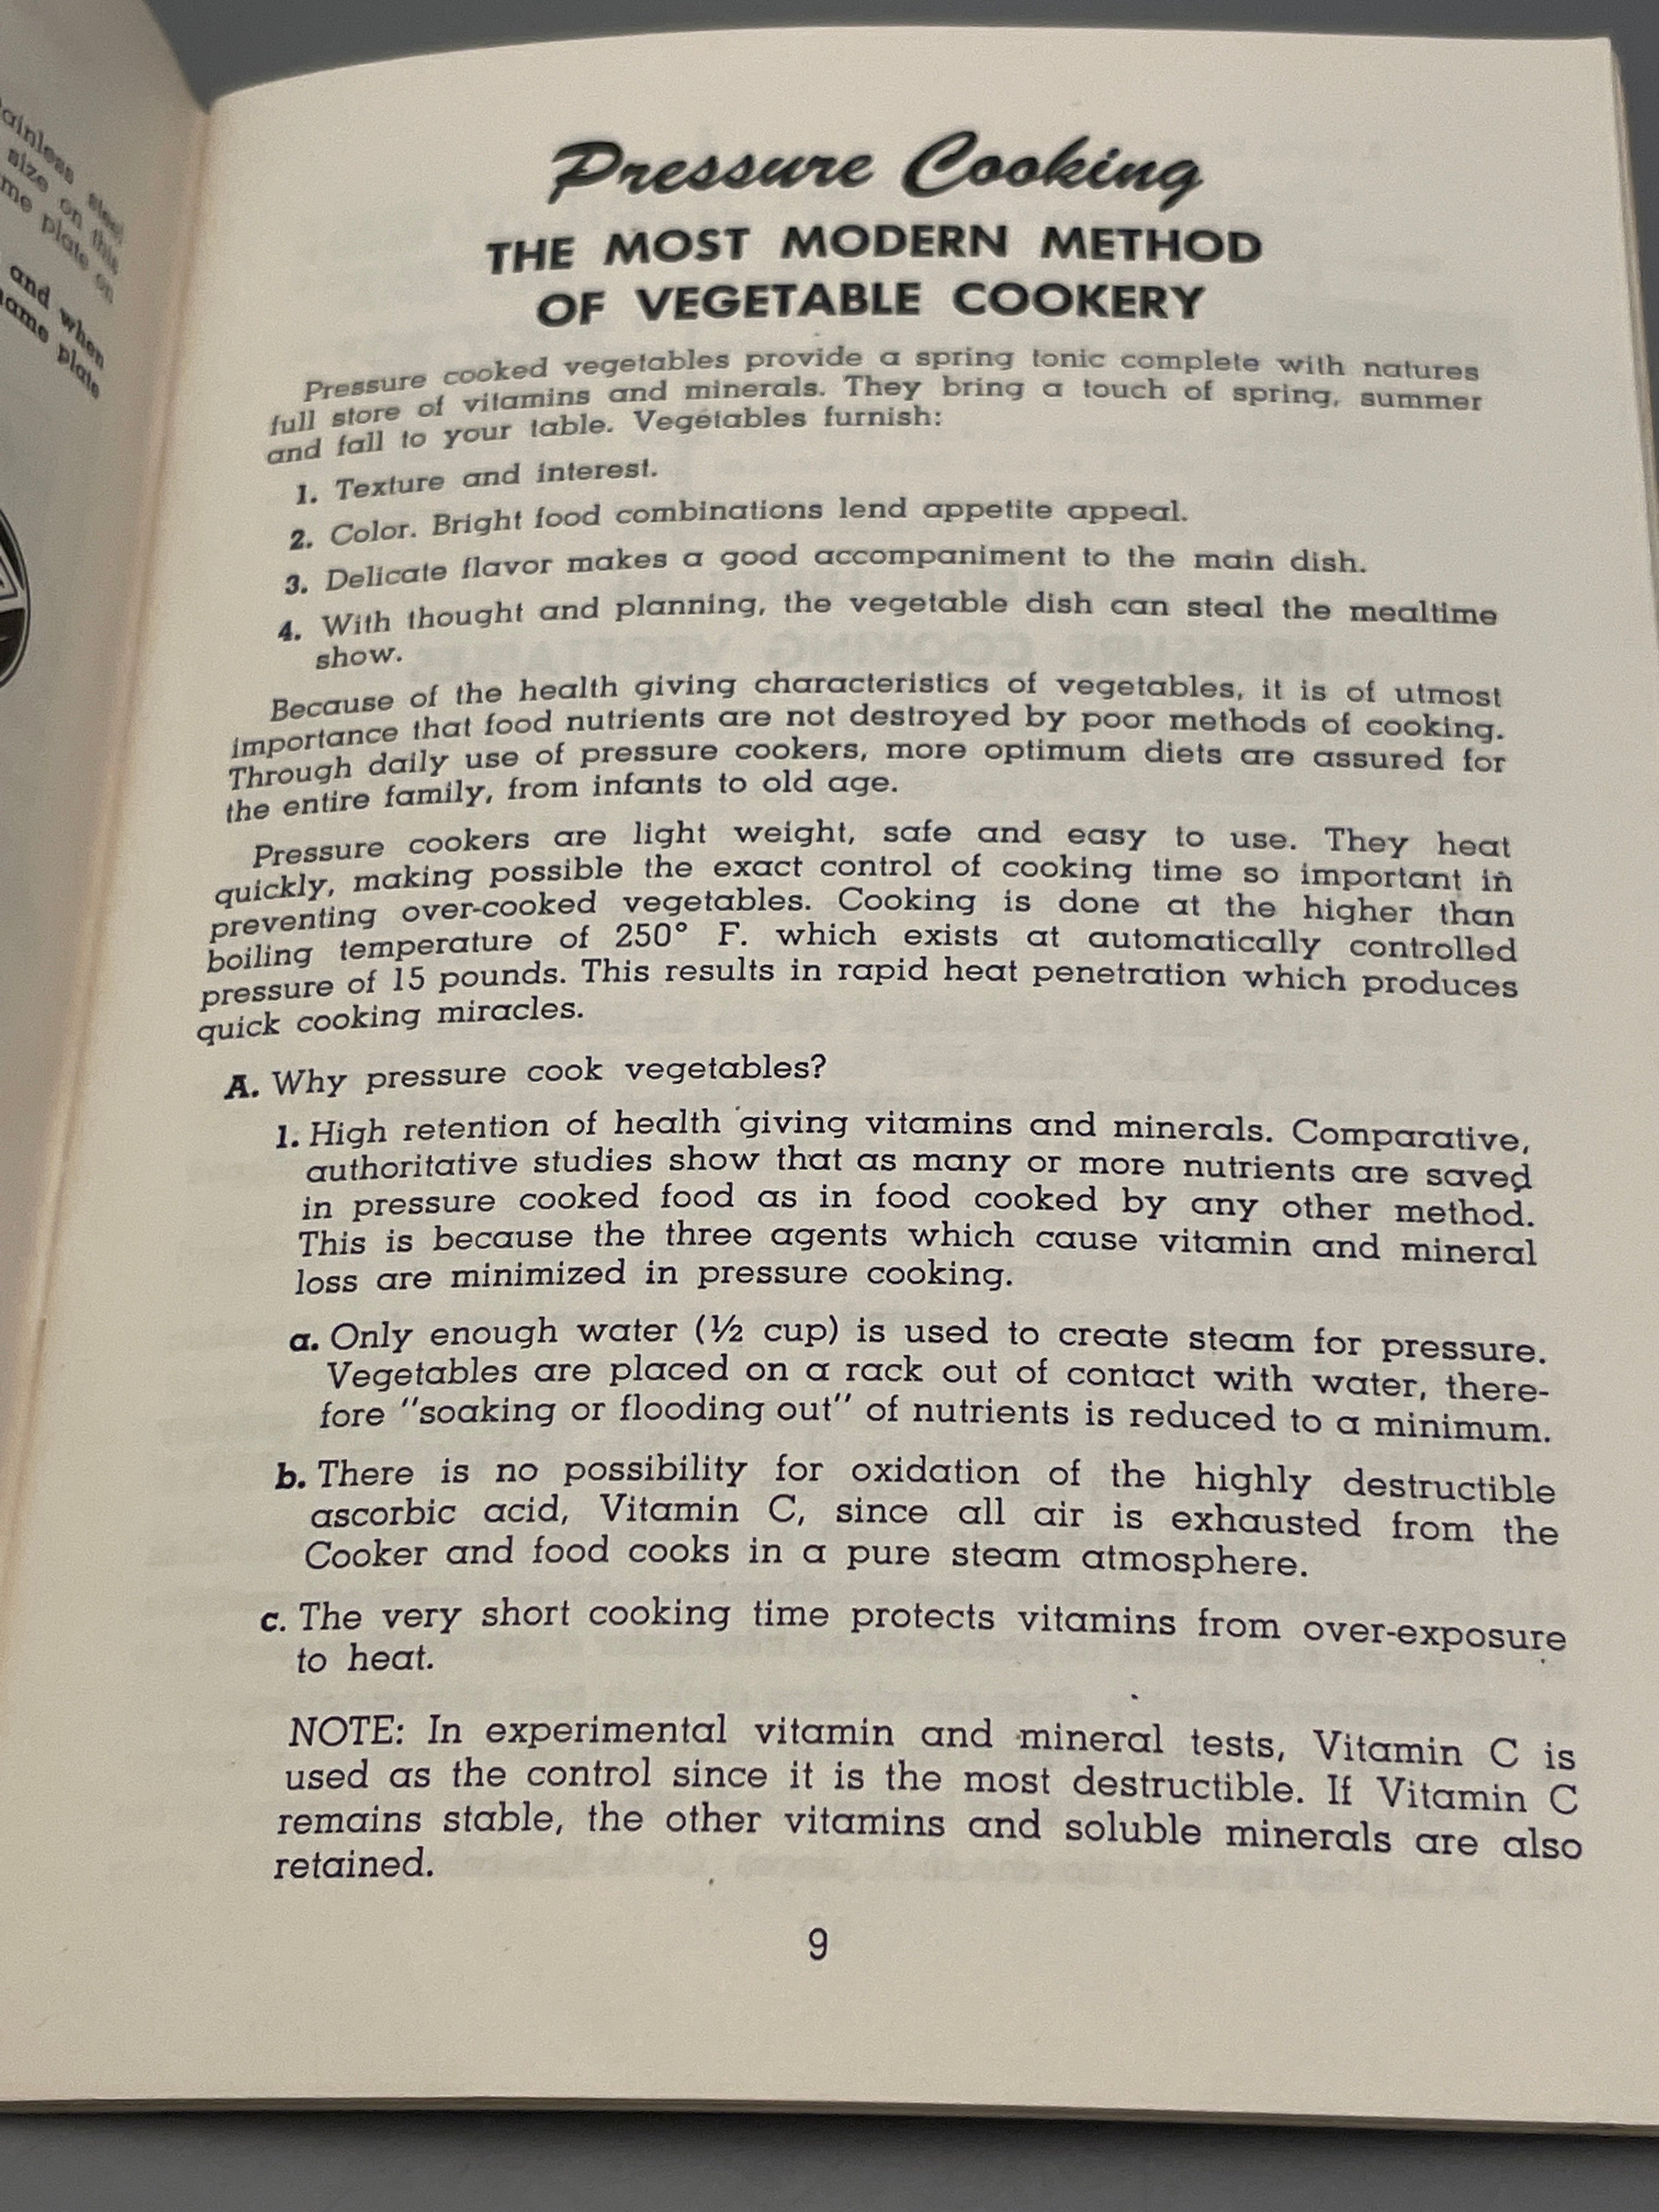 ainless steel
size on this
me plate on
and when
name plate
Pressure Cooking
THE MOST MODERN METHOD
OF VEGETABLE COOKERY
Pressure cooked vegetables provide a spring tonic complete with natures
full store of vitamins and minerals. They bring a touch of spring, summer
and fall to your table. Vegetables furnish:
1. Texture and interest.
2. Color. Bright food combinations lend appetite appeal.
3. Delicate flavor makes a good accompaniment to the main dish.
4. With thought and planning, the vegetable dish can steal the mealtime
show.
Because of the health giving characteristics of vegetables, it is of utmost
importance that food nutrients are not destroyed by poor methods of cooking.
Through daily use of pressure cookers, more optimum diets are assured for
the entire family, from infants to old age.
Pressure cookers are light weight, safe and easy to use. They heat
quickly, making possible the exact control of cooking time so important in
preventing over-cooked vegetables. Cooking is done at the higher than
boiling temperature of 250° F. which exists at automatically controlled
pressure of 15 pounds. This results in rapid heat penetration which produces
quick cooking miracles.
A. Why pressure cook vegetables?
1. High retention of health giving vitamins and minerals. Comparative,
authoritative studies show that as many or more nutrients are saved
in pressure cooked food as in food cooked by any other method.
This is because the three agents which cause vitamin and mineral
loss are minimized in pressure cooking.
a. Only enough water (½ cup) is used to create steam for pressure.
Vegetables are placed on a rack out of contact with water, there-
fore "soaking or flooding out" of nutrients is reduced to a minimum.
b. There is no possibility for oxidation of the highly destructible
ascorbic acid, Vitamin C, since all air is exhausted from the
Cooker and food cooks in a pure steam atmosphere.
c. The very short cooking time protects vitamins from over-exposure
to heat.
NOTE: In experimental vitamin and mineral tests, Vitamin C is
used as the control since it is the most destructible. If Vitamin C
remains stable, the other vitamins and soluble minerals are also
retained.
9